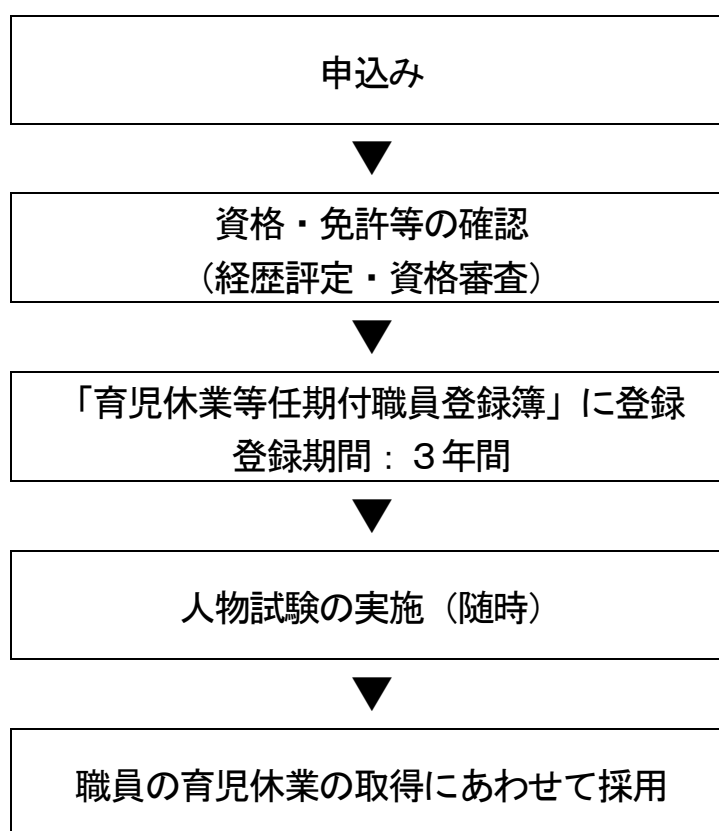 申込み
▼
資格・免許等の確認
（経歴評定・資格審査）
▼
「育児休業等任期付職員登録簿」に登録
登録期間：３年間
▼
人物試験の実施（随時）
▼
職員の育児休業の取得にあわせて採用